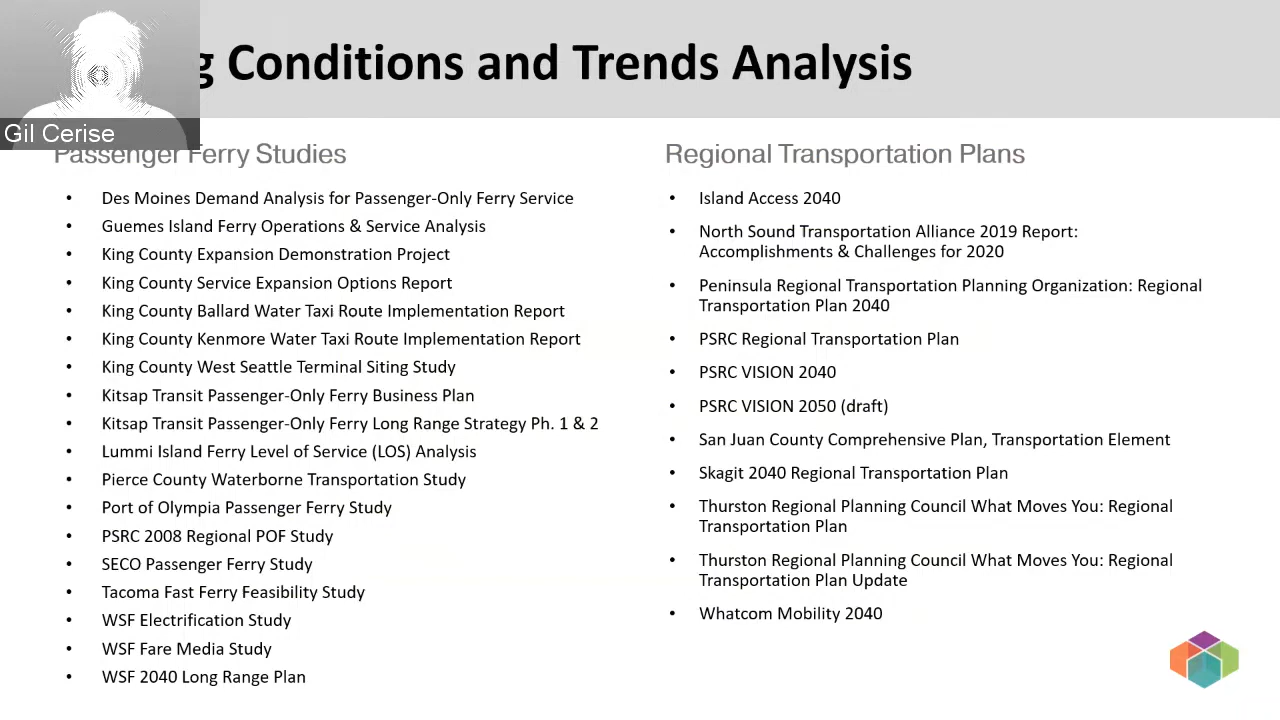 g Conditions and Trends Analysis
Gil Cerise
Passenger Ferry Studies
• Des Moines Demand Analysis for Passenger-Only Ferry Service
• Guemes Island Ferry Operations & Service Analysis
• King County Expansion Demonstration Project
• King County Service Expansion Options Report
• King County Ballard Water Taxi Route Implementation Report
• King County Kenmore Water Taxi Route Implementation Report
• King County West Seattle Terminal Siting Study
• Kitsap Transit Passenger-Only Ferry Business Plan
• Kitsap Transit Passenger-Only Ferry Long Range Strategy Ph. 1 & 2
• Lummi Island Ferry Level of Service (LOS) Analysis
• Pierce County Waterborne Transportation Study
• Port of Olympia Passenger Ferry Study
• PSRC 2008 Regional POF Study
• SECO Passenger Ferry Study
• Tacoma Fast Ferry Feasibility Study
• WSF Electrification Study
• WSF Fare Media Study
• WSF 2040 Long Range Plan
Regional Transportation Plans
• Island Access 2040
• North Sound Transportation Alliance 2019 Report:
Accomplishments & Challenges for 2020
• Peninsula Regional Transportation Planning Organization: Regional
Transportation Plan 2040
• PSRC Regional Transportation Plan
• PSRC VISION 2040
• PSRC VISION 2050 (draft)
• San Juan County Comprehensive Plan, Transportation Element
• Skagit 2040 Regional Transportation Plan
• Thurston Regional Planning Council What Moves You: Regional
Transportation Plan
• Thurston Regional Planning Council What Moves You: Regional
Transportation Plan Update
• Whatcom Mobility 2040